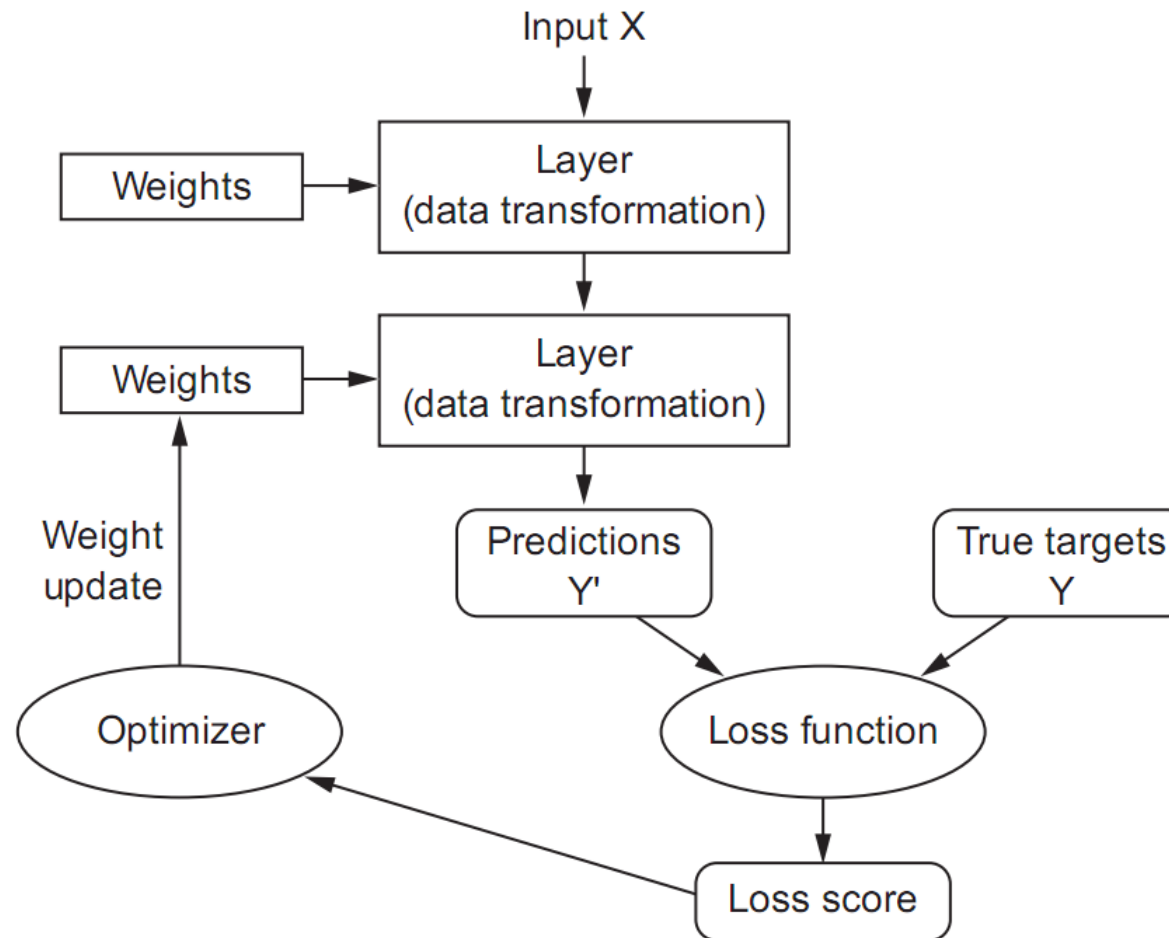 Input X
Weights
Layer
(data transformation)
Weights
Layer
(data transformation)
Weight
update
Predictions
Y'
True targets
Y
Optimizer
Loss function
Loss score